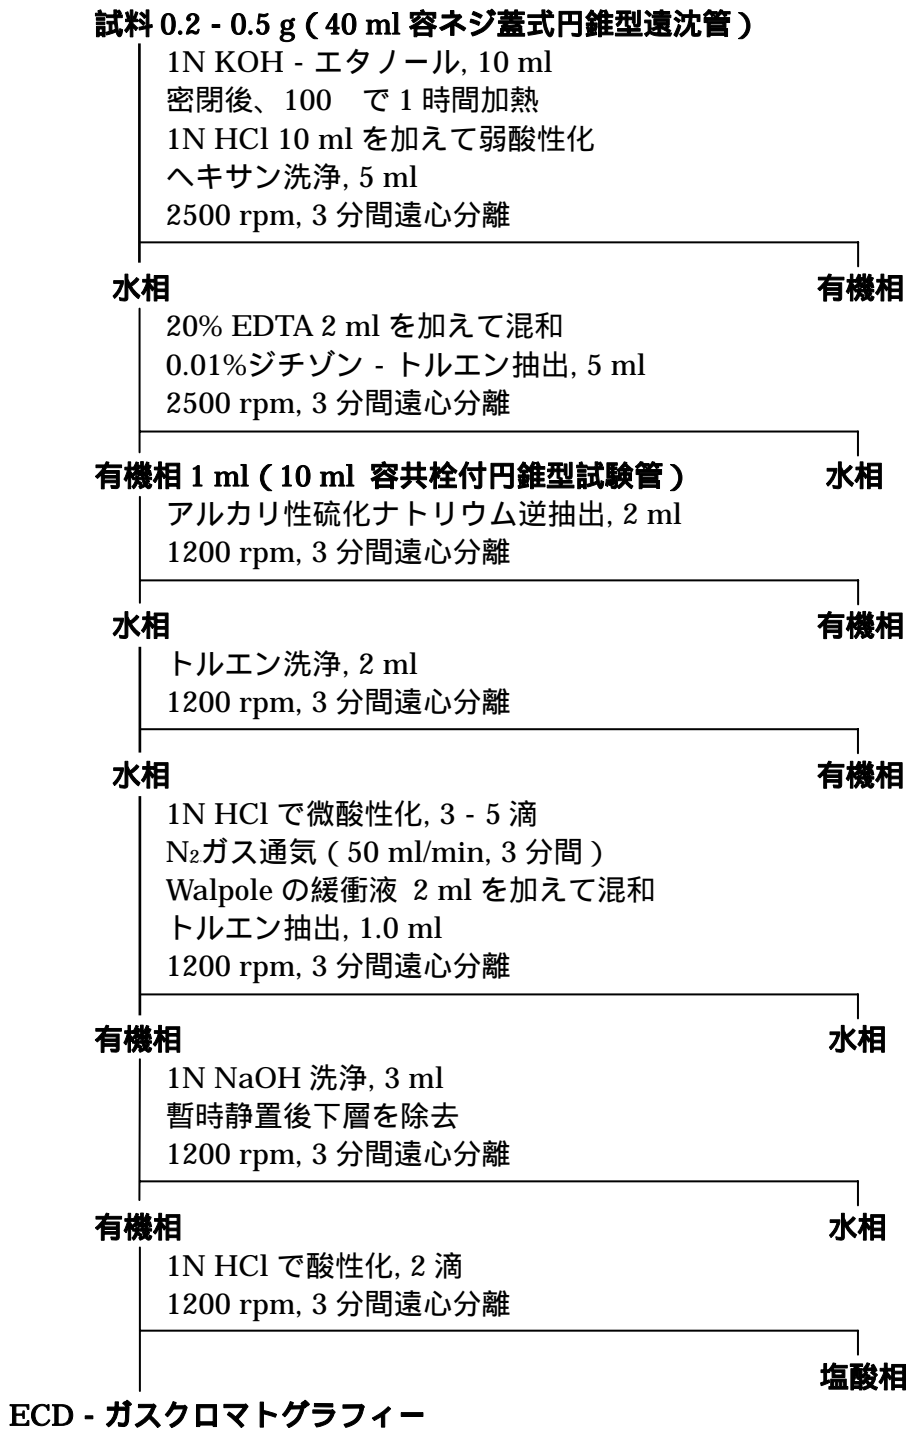 試料 0.2 - 0.5 g ( 40 ml 容ネジ蓋式円錐型遠沈管 )
1N KOH - エタノール, 10 ml
密閉後、100　で 1 時間加熱
1N HCl 10 ml を加えて弱酸性化
ヘキサン洗浄, 5 ml
2500 rpm, 3 分間遠心分離
水相 有機相
20% EDTA 2 ml を加えて混和
0.01%ジチゾン - トルエン抽出, 5 ml
2500 rpm, 3 分間遠心分離
有機相 1 ml ( 10 ml 容共栓付円錐型試験管 ) 水相
アルカリ性硫化ナトリウム逆抽出, 2 ml
1200 rpm, 3 分間遠心分離
水相 有機相
トルエン洗浄, 2 ml
1200 rpm, 3 分間遠心分離
水相 有機相
1N HCl で微酸性化, 3 - 5 滴
N₂ガス通気 ( 50 ml/min, 3 分間 )
Walpole の緩衝液 2 ml を加えて混和
トルエン抽出, 1.0 ml
1200 rpm, 3 分間遠心分離
有機相 水相
1N NaOH 洗浄, 3 ml
暫時静置後下層を除去
1200 rpm, 3 分間遠心分離
有機相 水相
1N HCl で酸性化, 2 滴
1200 rpm, 3 分間遠心分離
塩酸相
ECD - ガスクロマトグラフィー